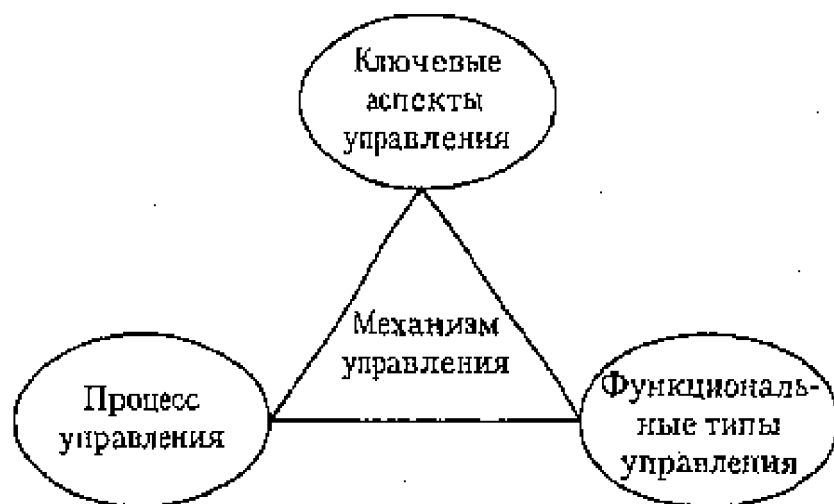 Ключевые
аспекты
управления
Механизм
управления
Процесс
управления
Функциональ-
ные типы
управления